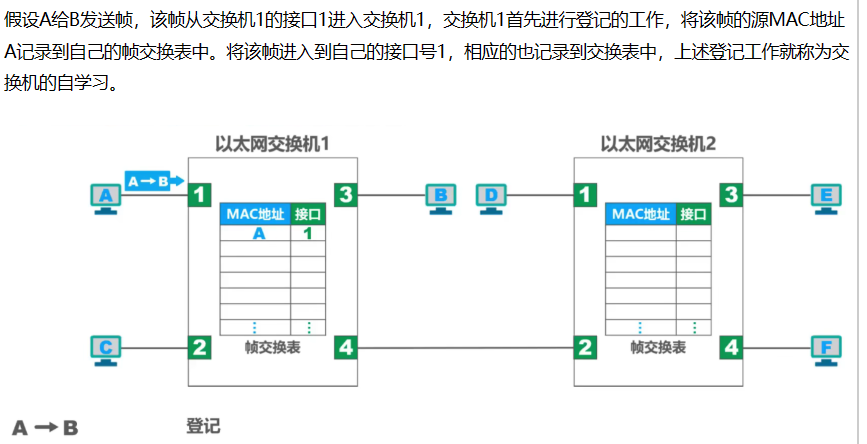 假设A给B发送帧，该帧从交换机1的接口1进入交换机1，交换机1首先进行登记的工作，将该帧的源MAC地址
A记录到自己的帧交换表中。将该帧进入到自己的接口号1，相应的也记录到交换表中，上述登记工作就称为交
换机的自学习。
以太网交换机1 以太网交换机2
A A→B 1 3 B D 1 3 E
MAC地址 接口 MAC地址 接口
A 1
⋮ ⋮ ⋮ ⋮
C 2 帧交换表 4 2 帧交换表 4 F
A→B 登记